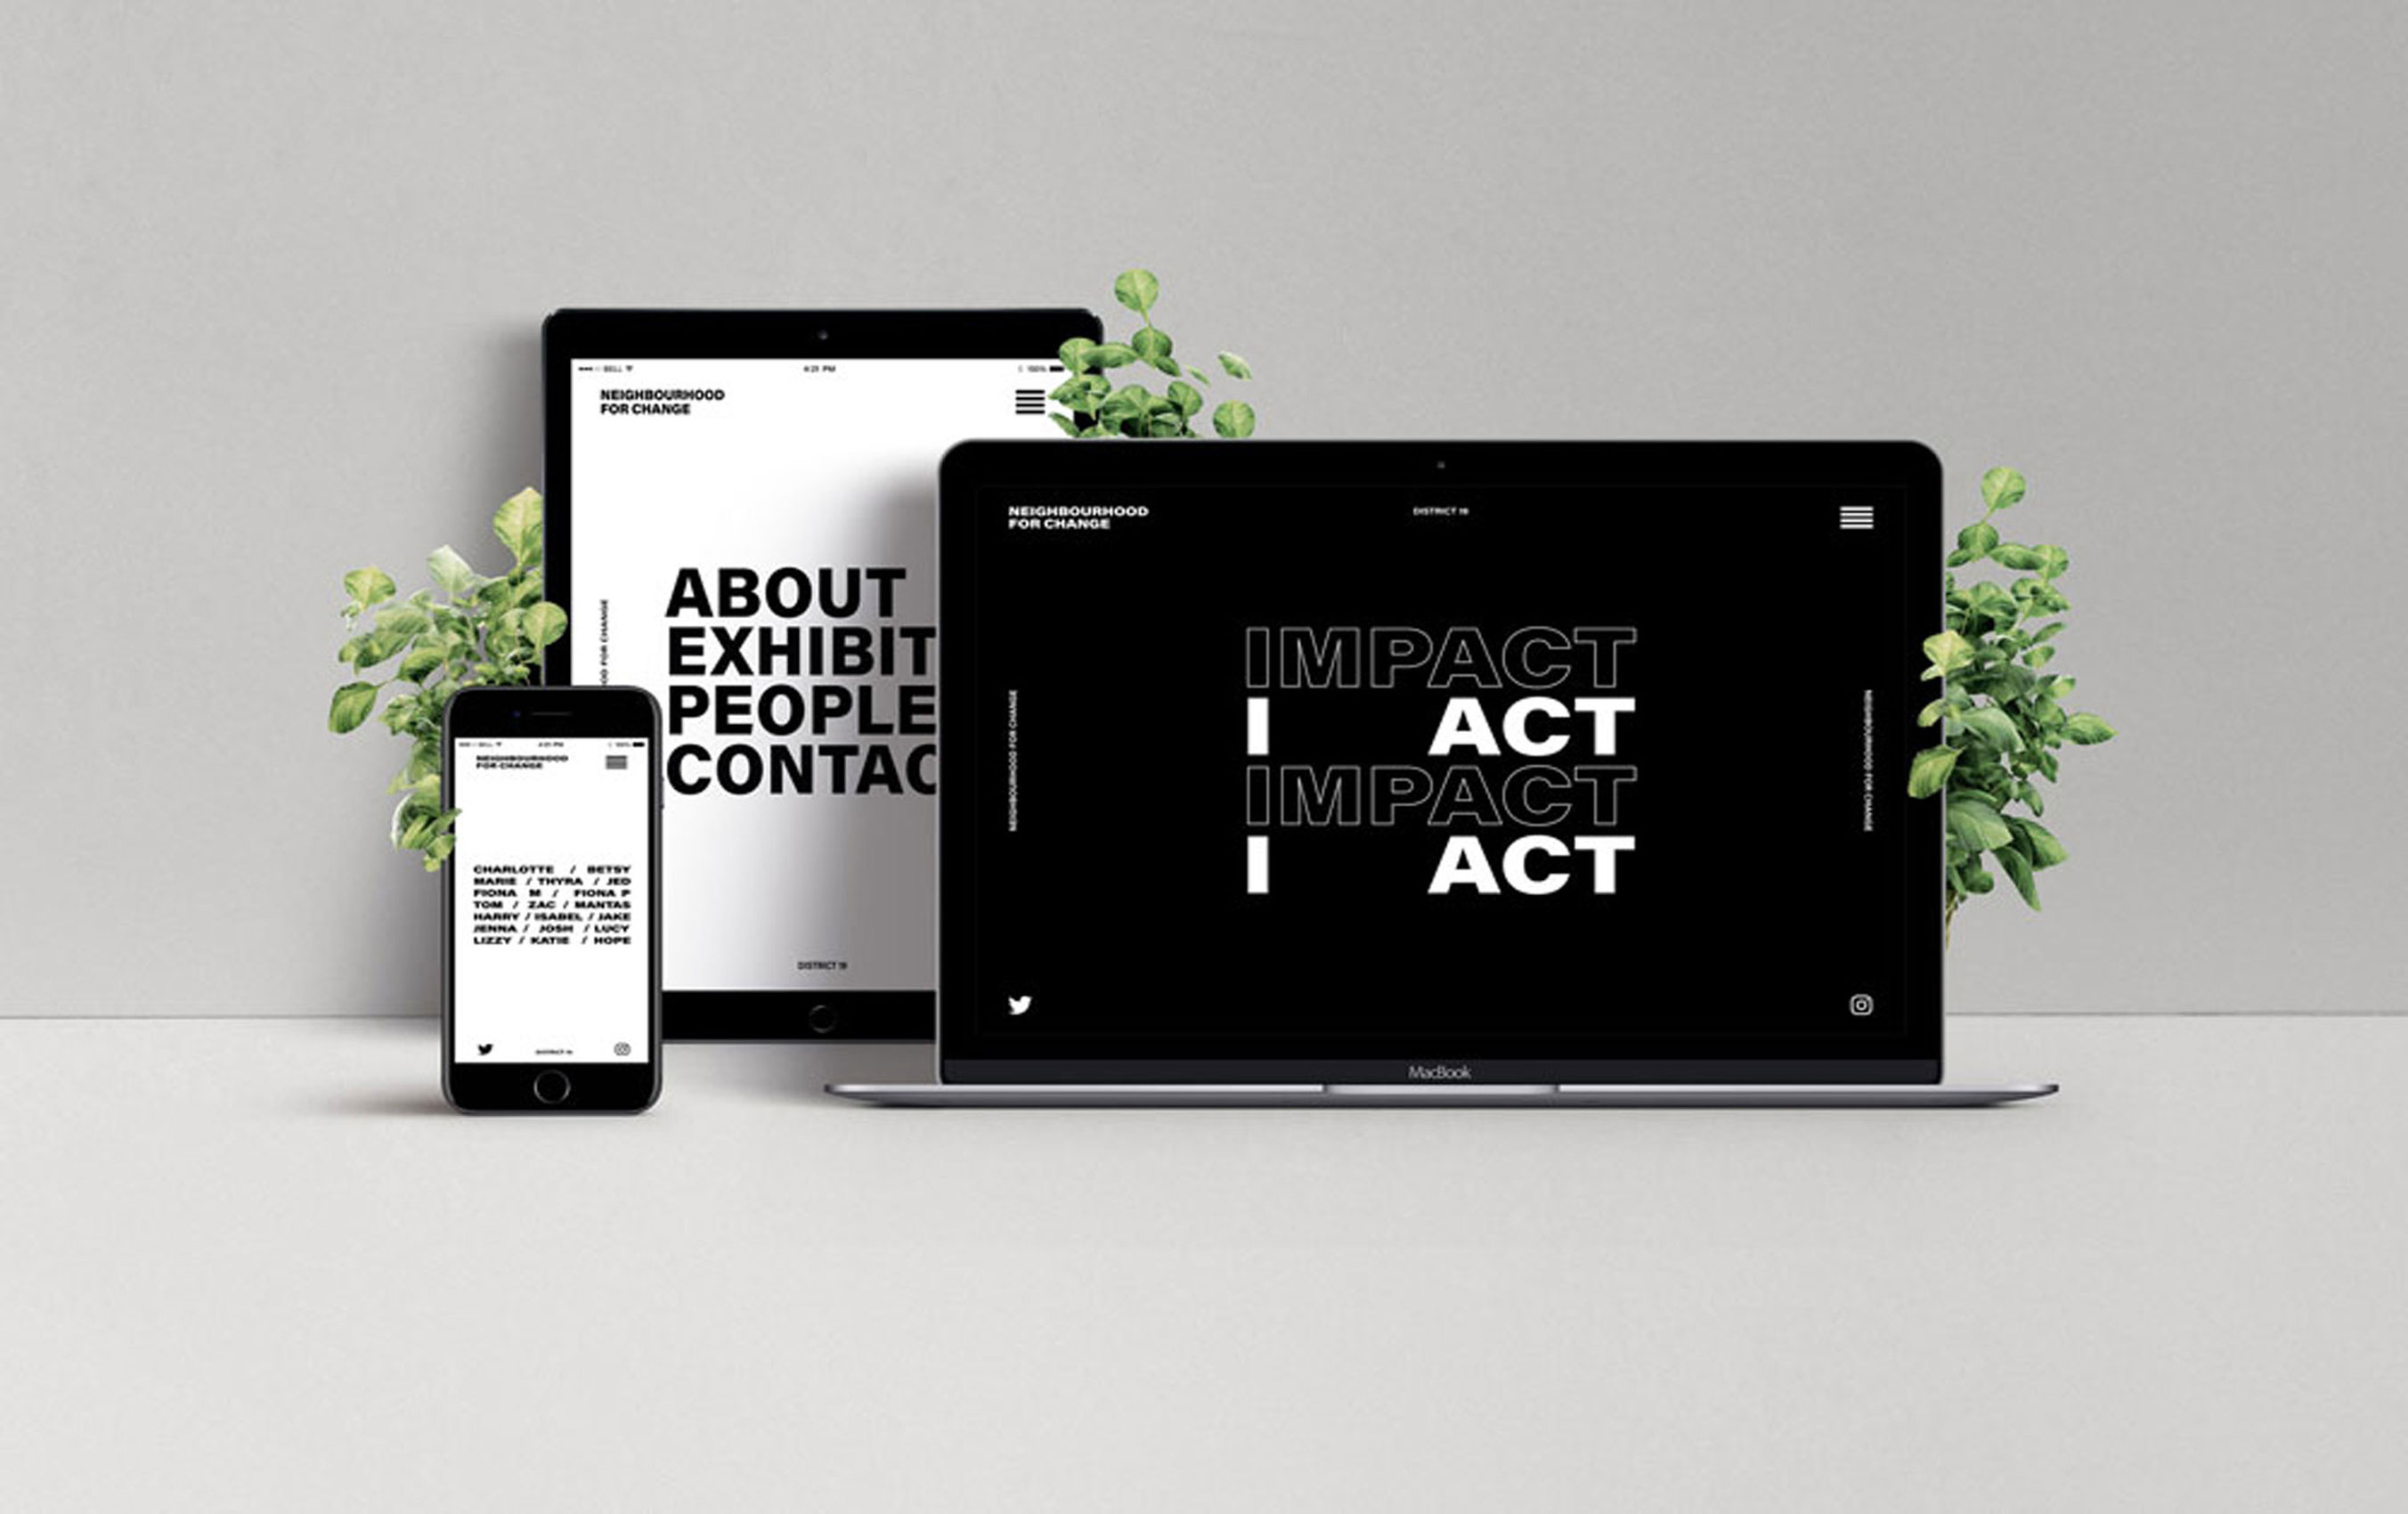 BELL
4:21 PM
100%
NEIGHBOURHOOD
FOR CHANGE
ABOUT
EXHIBIT
PEOPLE
CONTAC
OOD FOR CHANGE
DISTRICT 19
NEIGHBOURHOOD
FOR CHANGE
DISTRICT 19
IMPACT
I ACT
IMPACT
I ACT
NEIGHBOURHOOD FOR CHANGE
NEIGHBOURHOOD FOR CHANGE
MacBook
BELL
4:21 PM
100%
NEIGHBOURHOOD
FOR CHANGE
CHARLOTTE / BETSY
MARIE / THYRA / JED
FIONA M / FIONA P
TOM / ZAC / MANTAS
HARRY / ISABEL / JAKE
JENNA / JOSH / LUCY
LIZZY / KATIE / HOPE
DISTRICT 19